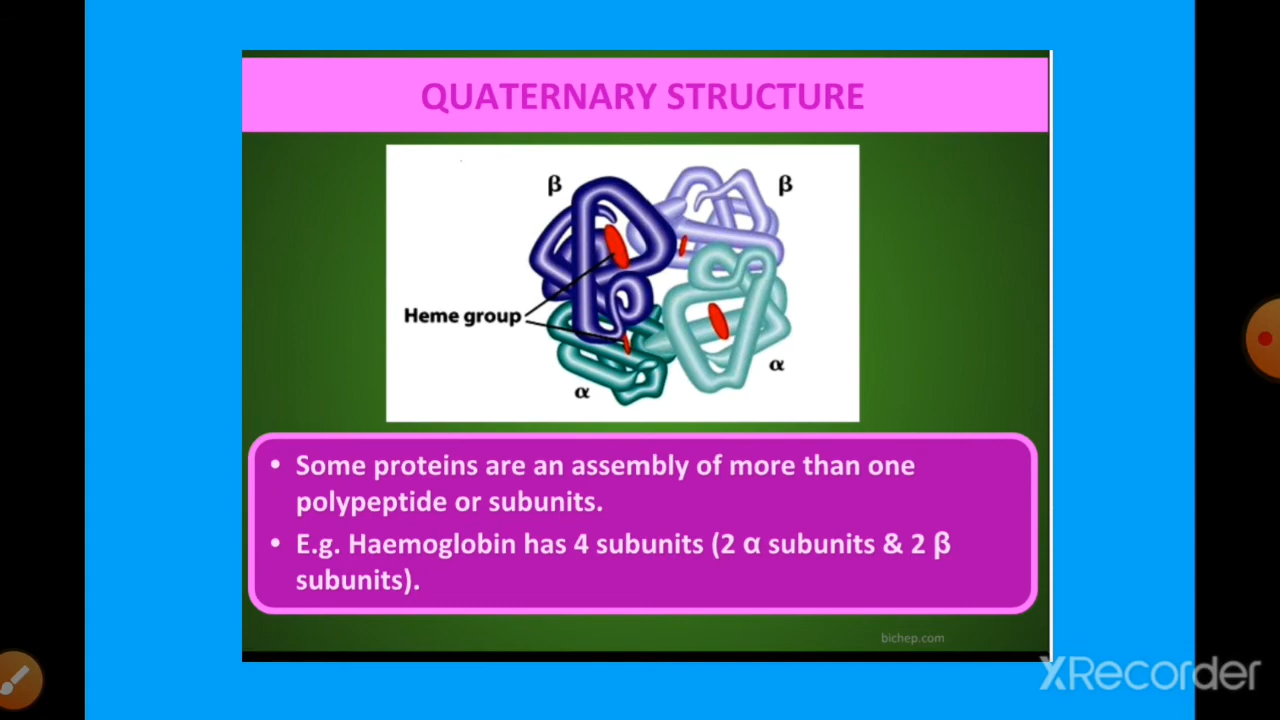 QUATERNARY STRUCTURE
β
β
Heme group
α
α
• Some proteins are an assembly of more than one
polypeptide or subunits.
• E.g. Haemoglobin has 4 subunits (2 α subunits & 2 β
subunits).
bichep.com
XRecorder